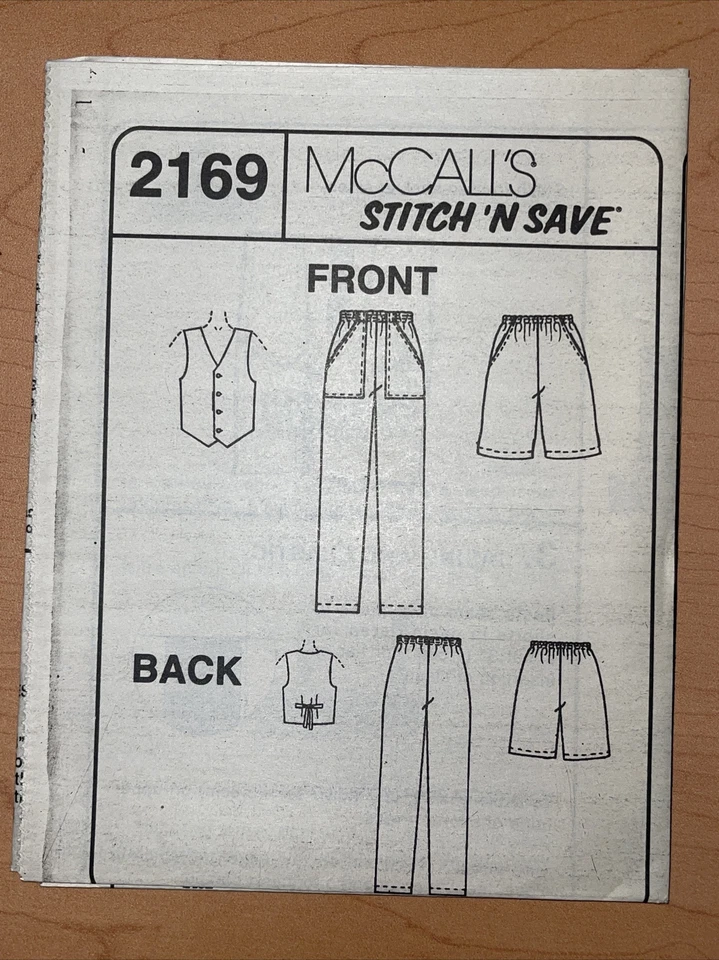 2169
McCALL'S
STITCH 'N SAVE®
FRONT
BACK